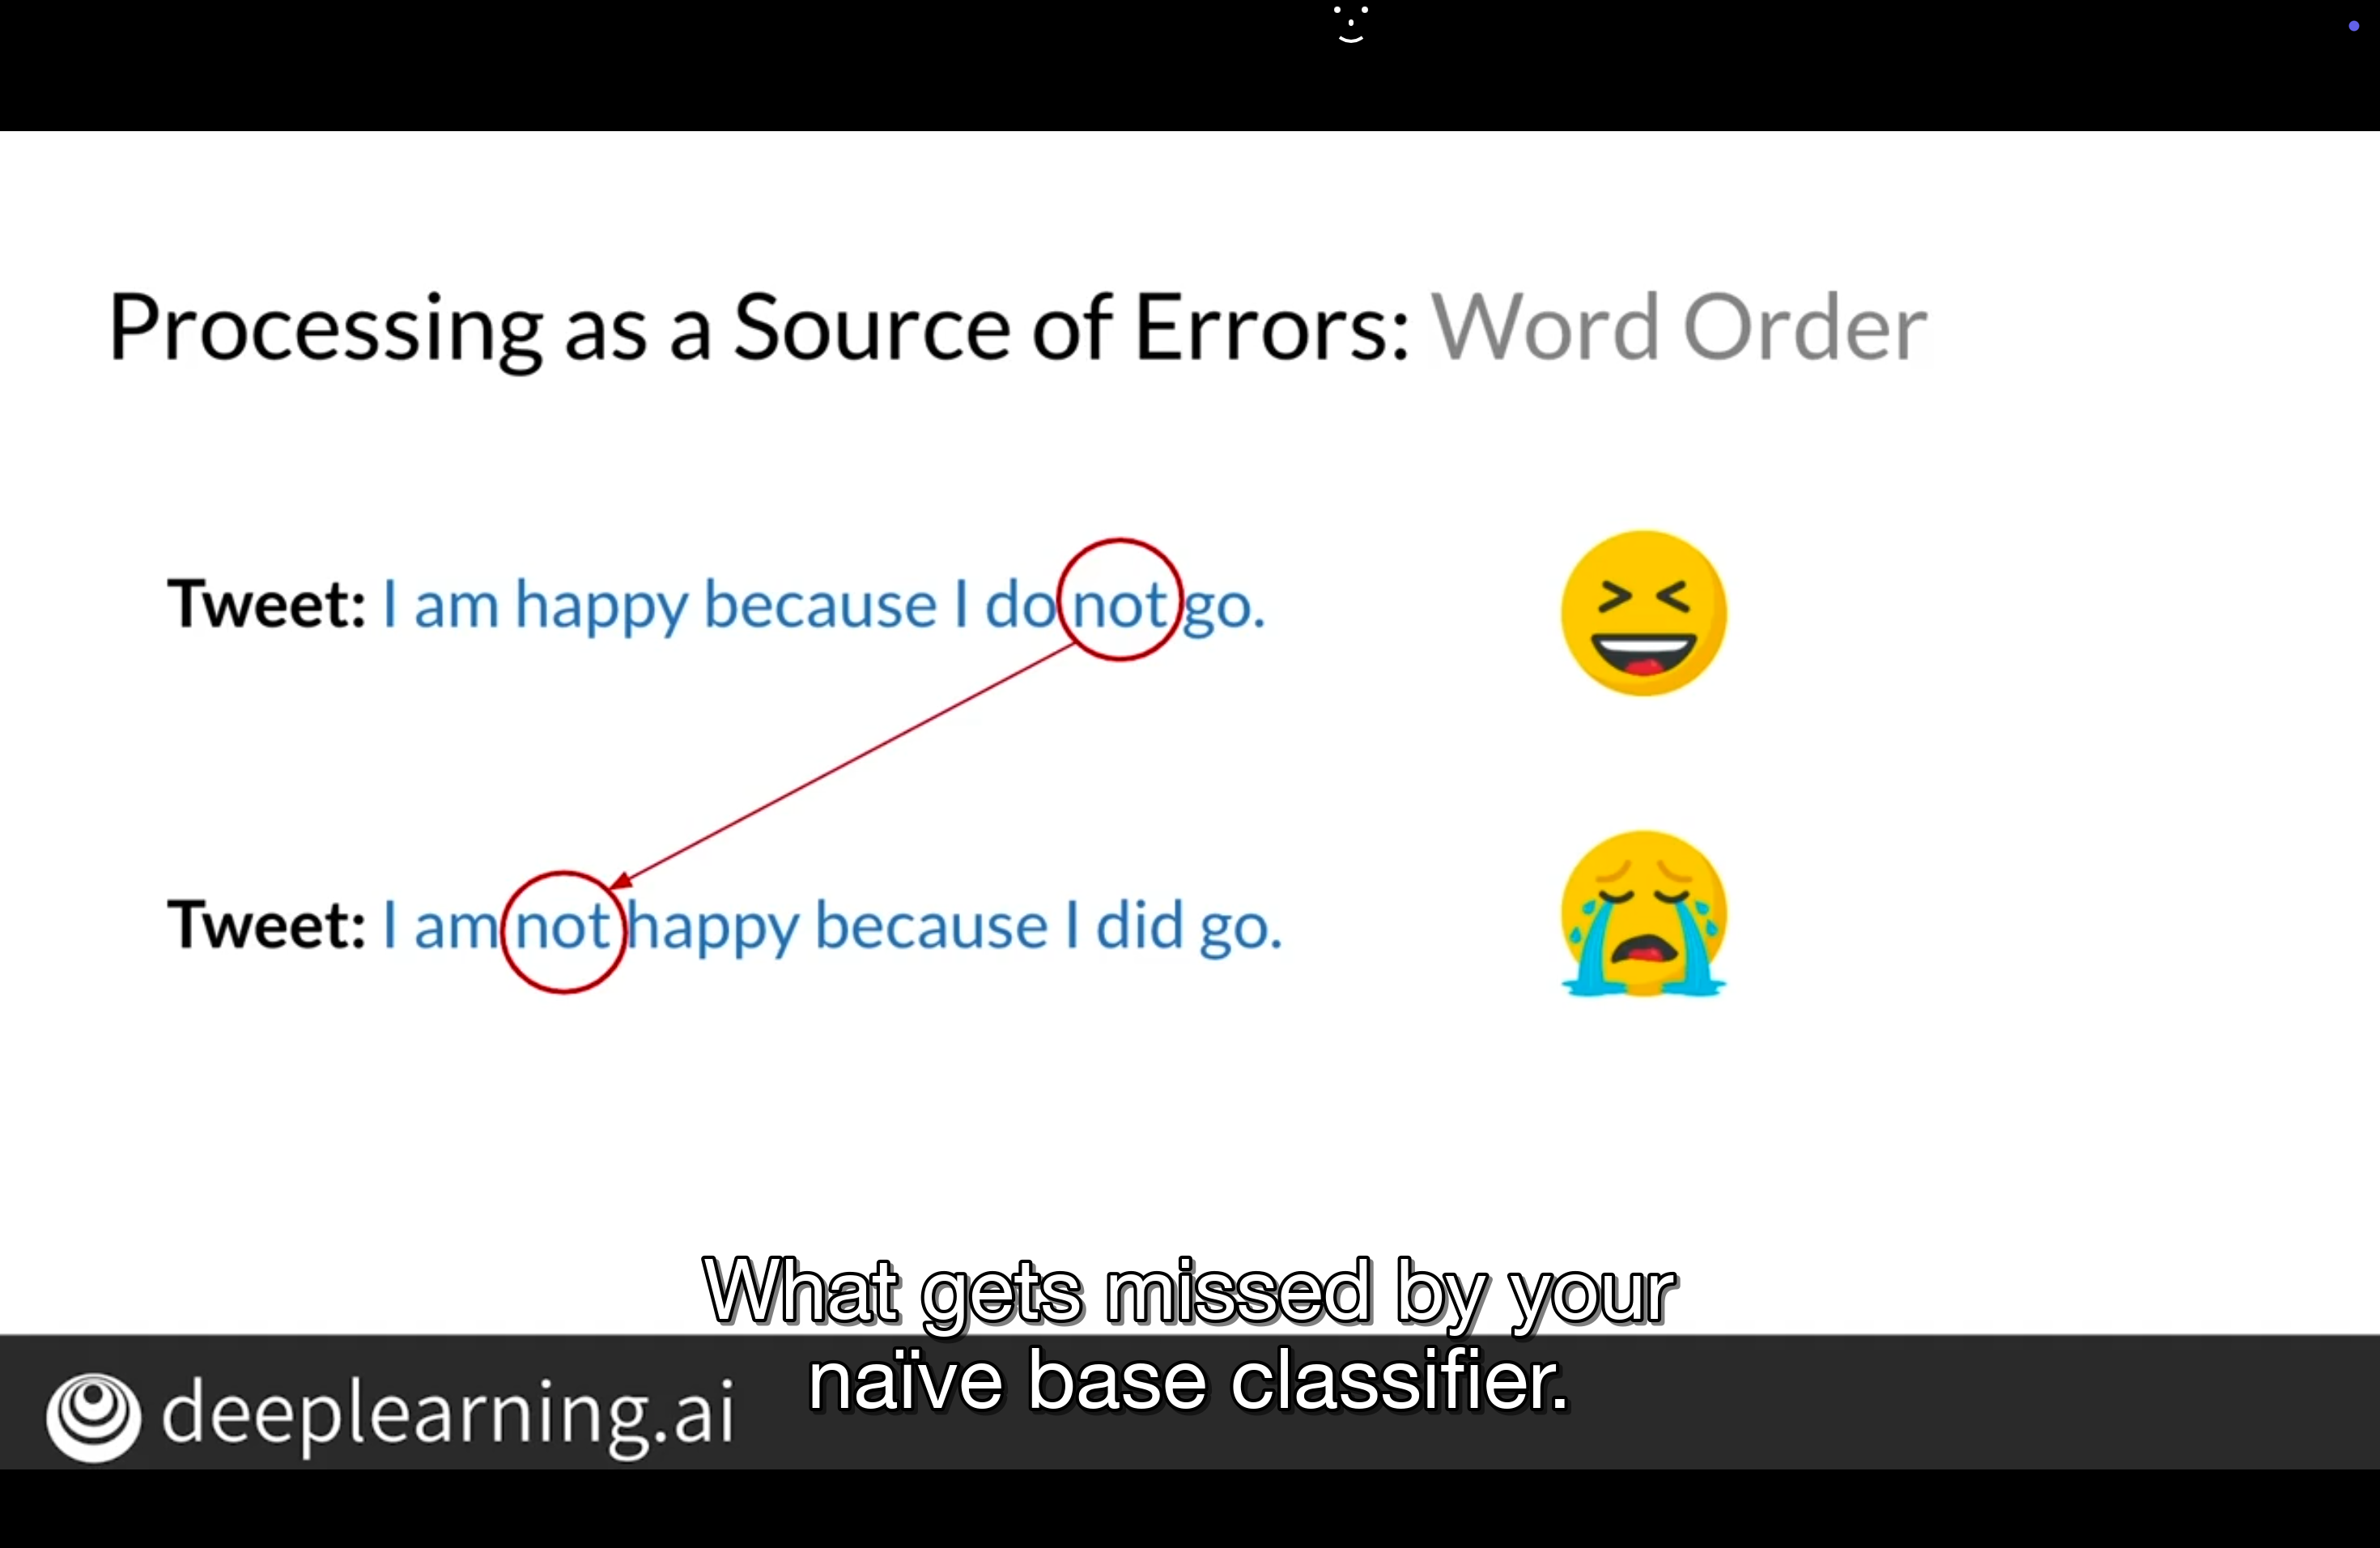 Processing as a Source of Errors: Word Order
Tweet: I am happy because I do not go.
Tweet: I am not happy because I did go.
What gets missed by your
naïve base classifier.
deeplearning.ai